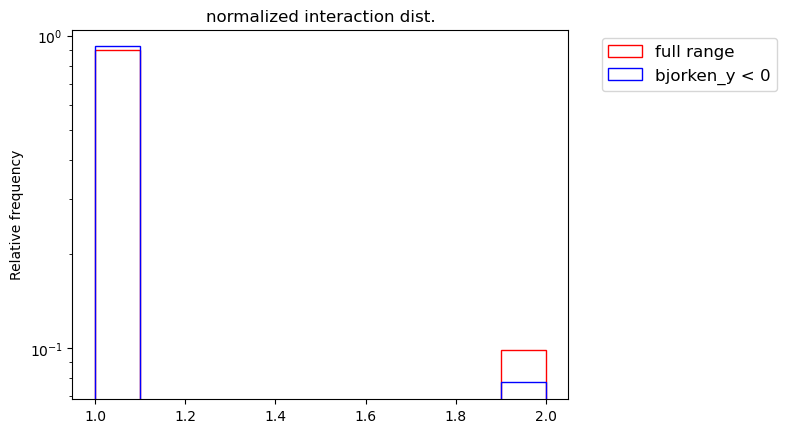 normalized interaction dist.
full range
bjorken_y < 0
Relative frequency
10⁰
10⁻¹
1.0 1.2 1.4 1.6 1.8 2.0